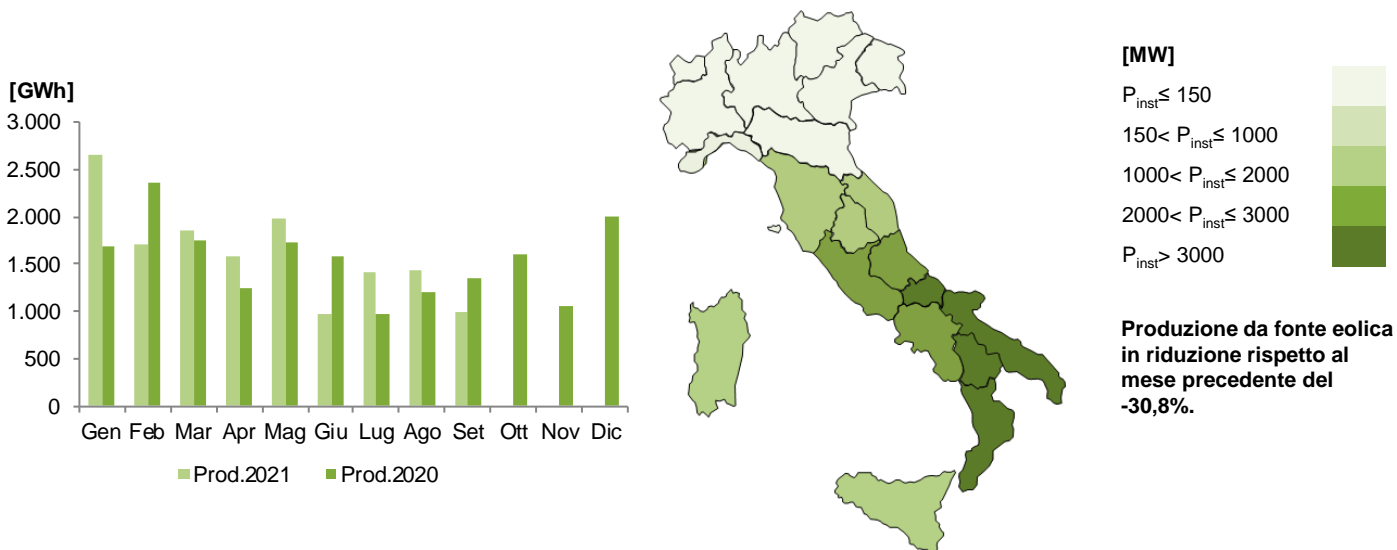 [GWh]
3.000
2.500
2.000
1.500
1.000
500
0
Gen Feb Mar Apr Mag Giu Lug Ago Set Ott Nov Dic
Prod.2021 Prod.2020
[MW]
Pinst≤ 150
150< Pinst≤ 1000
1000< Pinst≤ 2000
2000< Pinst≤ 3000
Pinst> 3000
Produzione da fonte eolica
in riduzione rispetto al
mese precedente del
-30,8%.